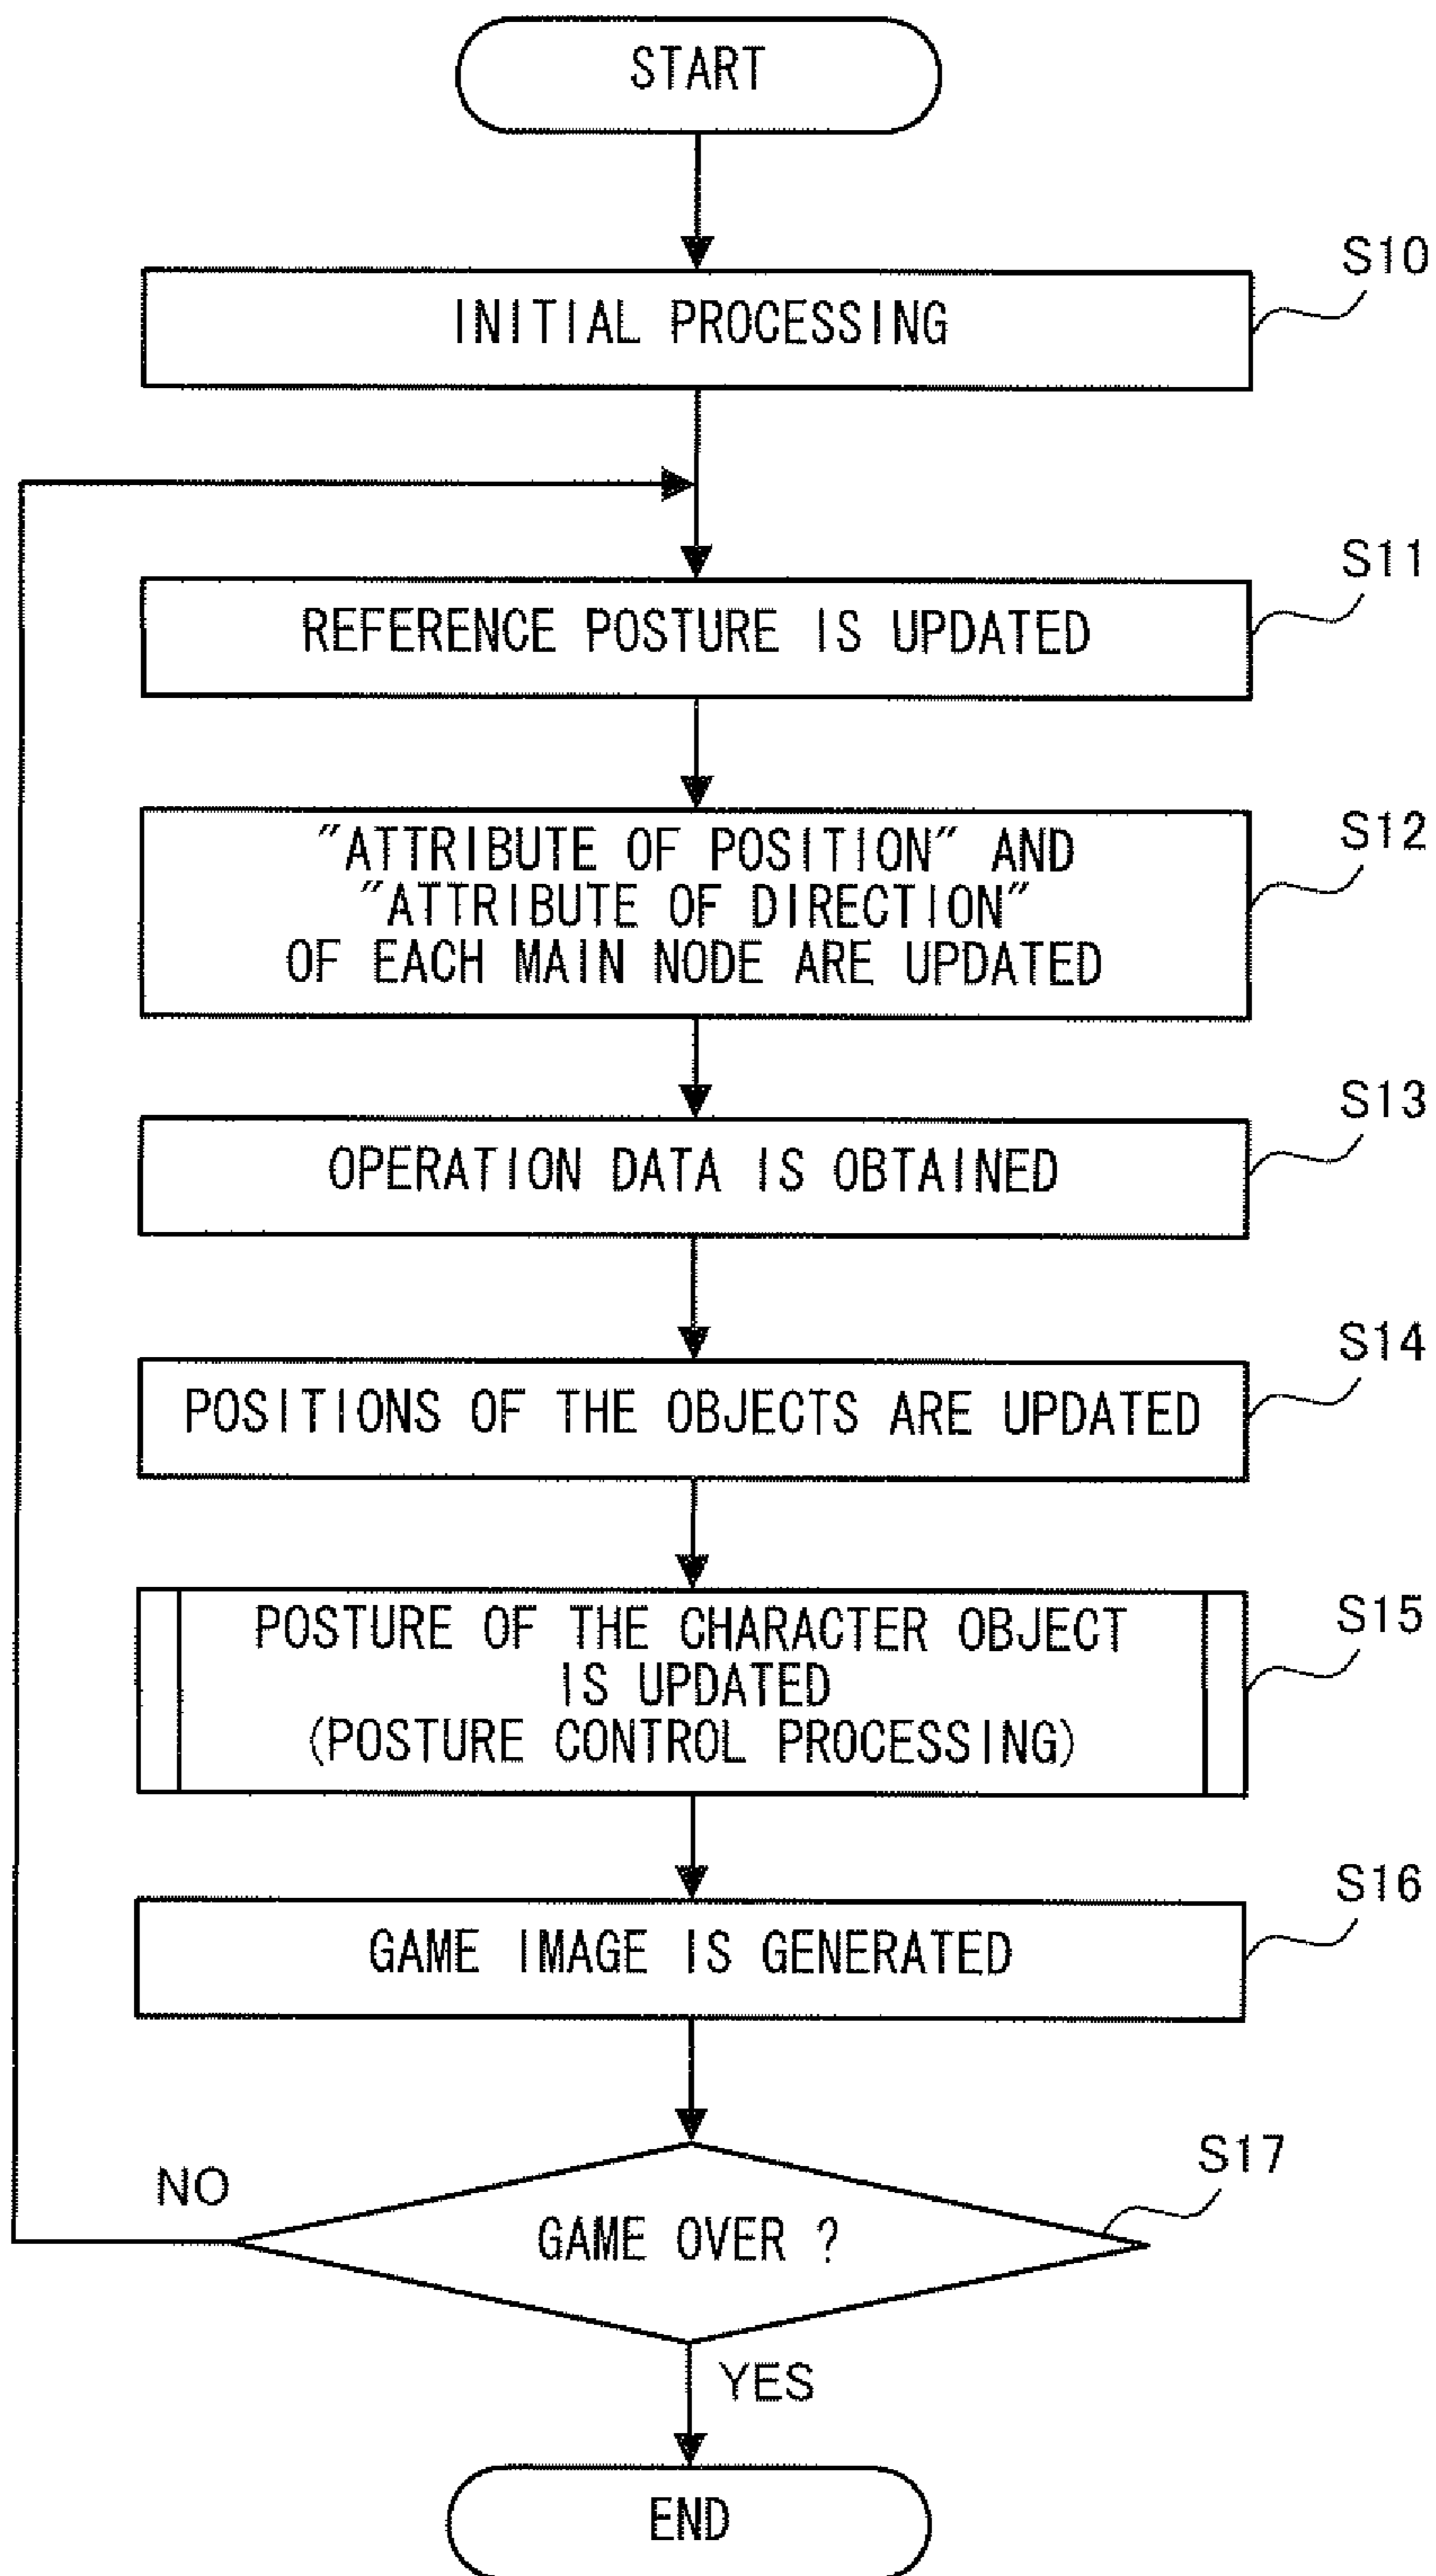 START
S10
INITIAL PROCESSING
S11
REFERENCE POSTURE IS UPDATED
S12
"ATTRIBUTE OF POSITION" AND
"ATTRIBUTE OF DIRECTION"
OF EACH MAIN NODE ARE UPDATED
S13
OPERATION DATA IS OBTAINED
S14
POSITIONS OF THE OBJECTS ARE UPDATED
S15
POSTURE OF THE CHARACTER OBJECT
IS UPDATED
(POSTURE CONTROL PROCESSING)
S16
GAME IMAGE IS GENERATED
S17
NO
GAME OVER ?
YES
END